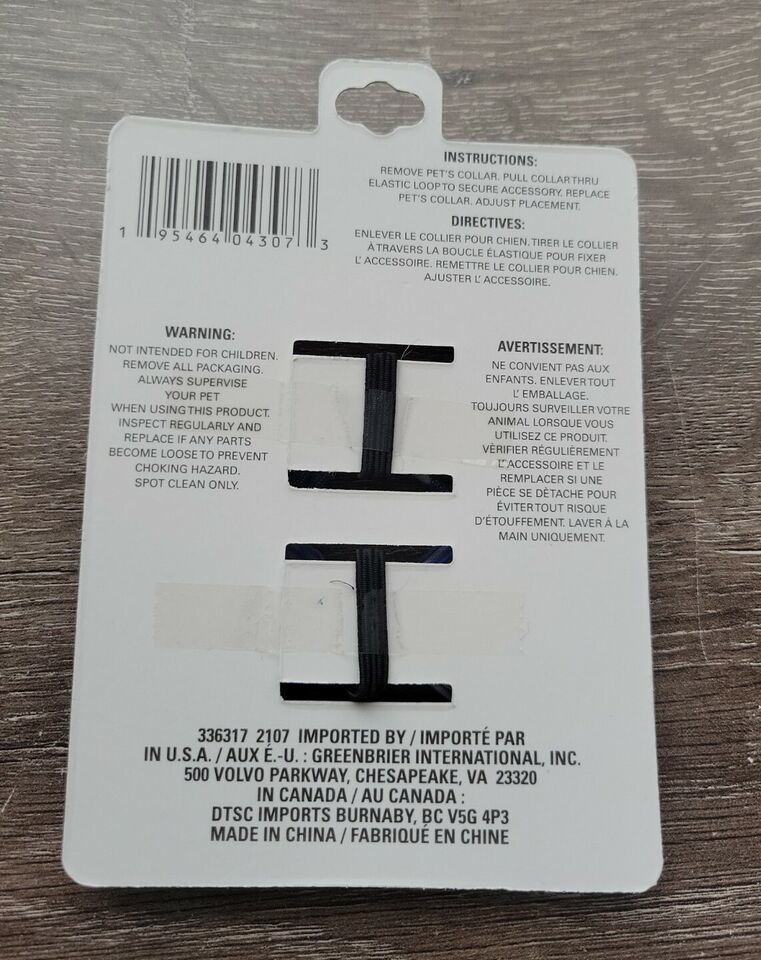 1 95464 04307 3
INSTRUCTIONS:
REMOVE PET'S COLLAR. PULL COLLAR THRU
ELASTIC LOOP TO SECURE ACCESSORY. REPLACE
PET'S COLLAR. ADJUST PLACEMENT.
DIRECTIVES:
ENLEVER LE COLLIER POUR CHIEN. TIRER LE COLLIER
À TRAVERS LA BOUCLE ÉLASTIQUE POUR FIXER
L' ACCESSOIRE. REMETTRE LE COLLIER POUR CHIEN.
AJUSTER L' ACCESSOIRE.
WARNING:
NOT INTENDED FOR CHILDREN.
REMOVE ALL PACKAGING.
ALWAYS SUPERVISE
YOUR PET
WHEN USING THIS PRODUCT.
INSPECT REGULARLY AND
REPLACE IF ANY PARTS
BECOME LOOSE TO PREVENT
CHOKING HAZARD.
SPOT CLEAN ONLY.
AVERTISSEMENT:
NE CONVIENT PAS AUX
ENFANTS. ENLEVER TOUT
L' EMBALLAGE.
TOUJOURS SURVEILLER VOTRE
ANIMAL LORSQUE VOUS
UTILISEZ CE PRODUIT.
VÈRIFIER RÉGULIÈREMENT
L'ACCESSOIRE ET LE
REMPLACER SI UNE
PIÈCE SE DÈTACHE POUR
ÉVITER TOUT RISQUE
D'ÉTOUFFEMENT. LAVER À LA
MAIN UNIQUEMENT.
336317 2107 IMPORTED BY / IMPORTÉ PAR
IN U.S.A. / AUX É.-U. : GREENBRIER INTERNATIONAL, INC.
500 VOLVO PARKWAY, CHESAPEAKE, VA 23320
IN CANADA / AU CANADA :
DTSC IMPORTS BURNABY, BC V5G 4P3
MADE IN CHINA / FABRIQUÉ EN CHINE